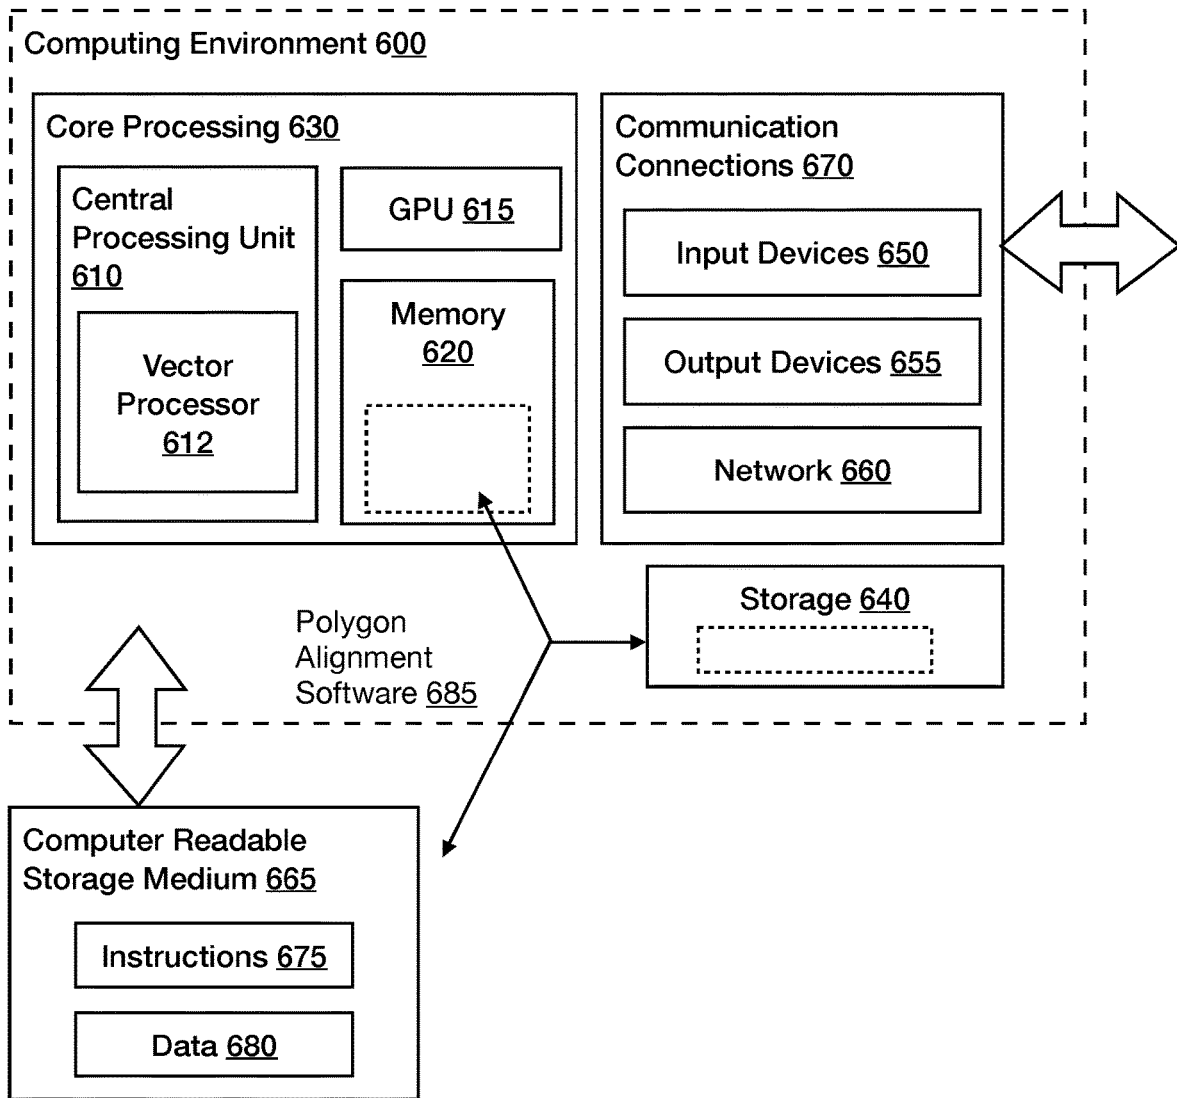 Computing Environment 600
Core Processing 630
Central
Processing Unit
610
Vector
Processor
612
GPU 615
Memory
620
Communication
Connections 670
Input Devices 650
Output Devices 655
Network 660
Storage 640
Polygon
Alignment
Software 685
Computer Readable
Storage Medium 665
Instructions 675
Data 680